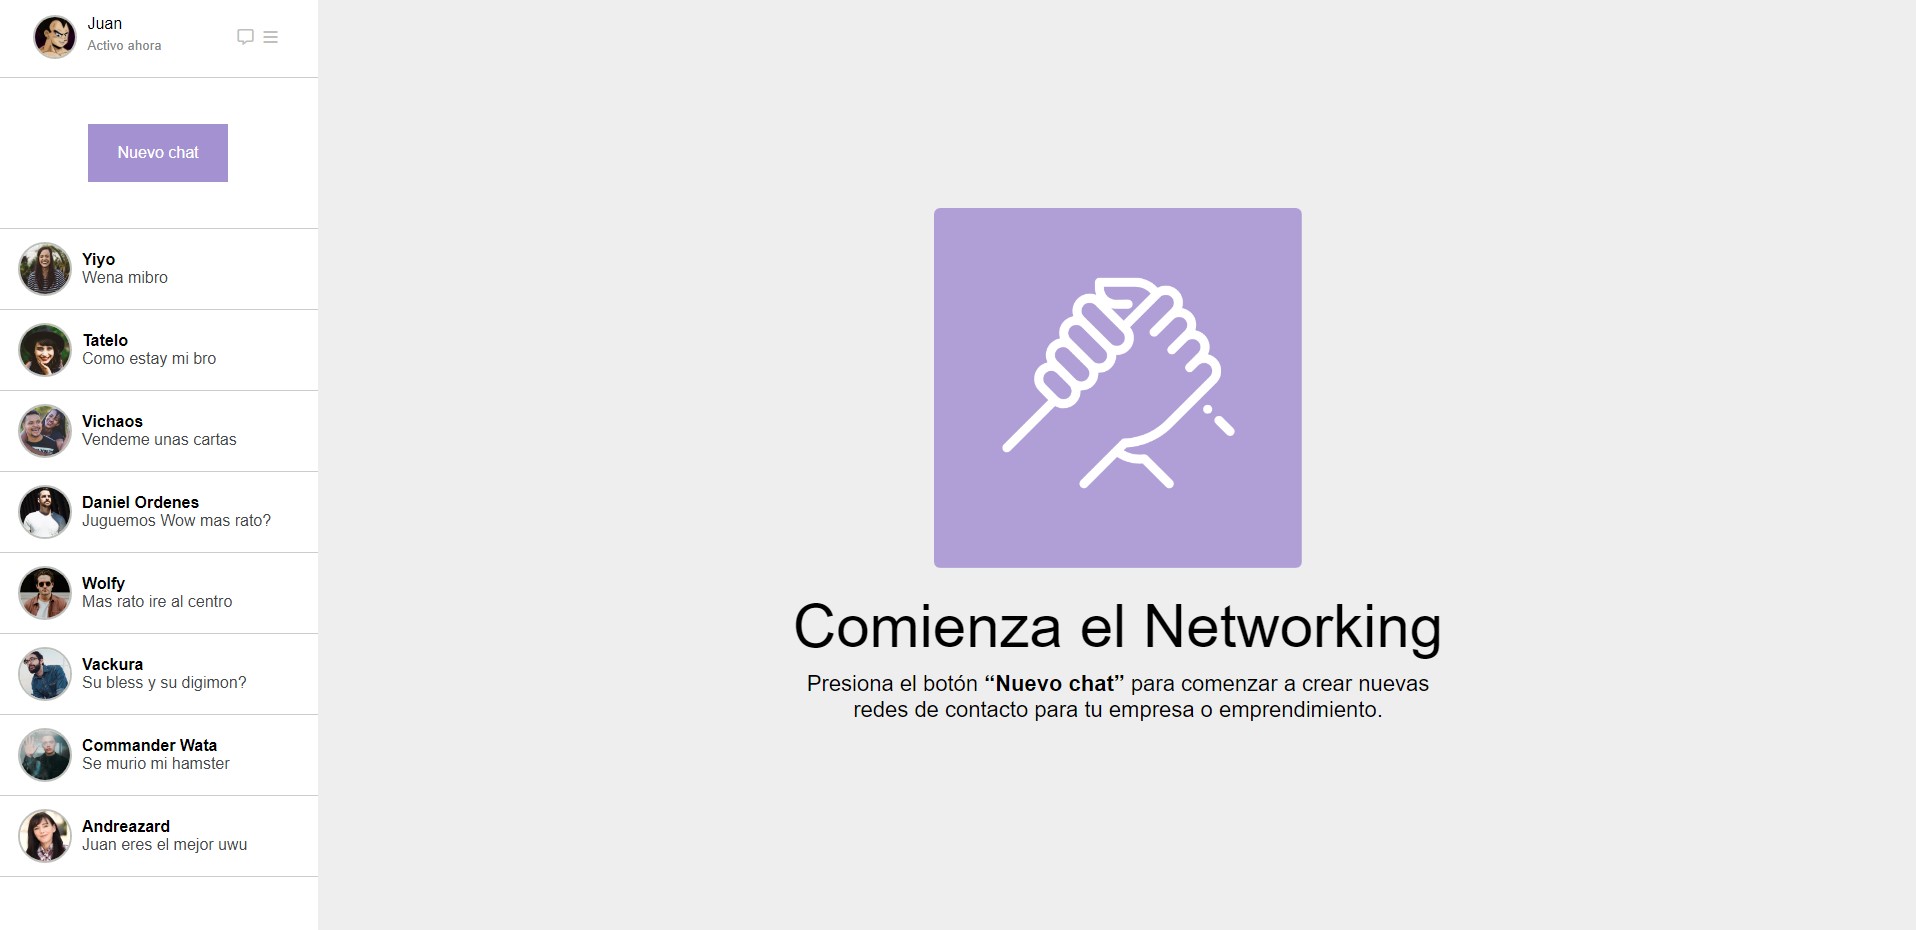 Juan
Activo ahora
Nuevo chat
Yiyo
Wena mibro
Tatelo
Como estay mi bro
Vichaos
Vendeme unas cartas
Daniel Ordenes
Juguemos Wow mas rato?
Wolfy
Mas rato ire al centro
Vackura
Su bless y su digimon?
Commander Wata
Se murio mi hamster
Andreazard
Juan eres el mejor uwu
Comienza el Networking
Presiona el botón “Nuevo chat” para comenzar a crear nuevas
redes de contacto para tu empresa o emprendimiento.